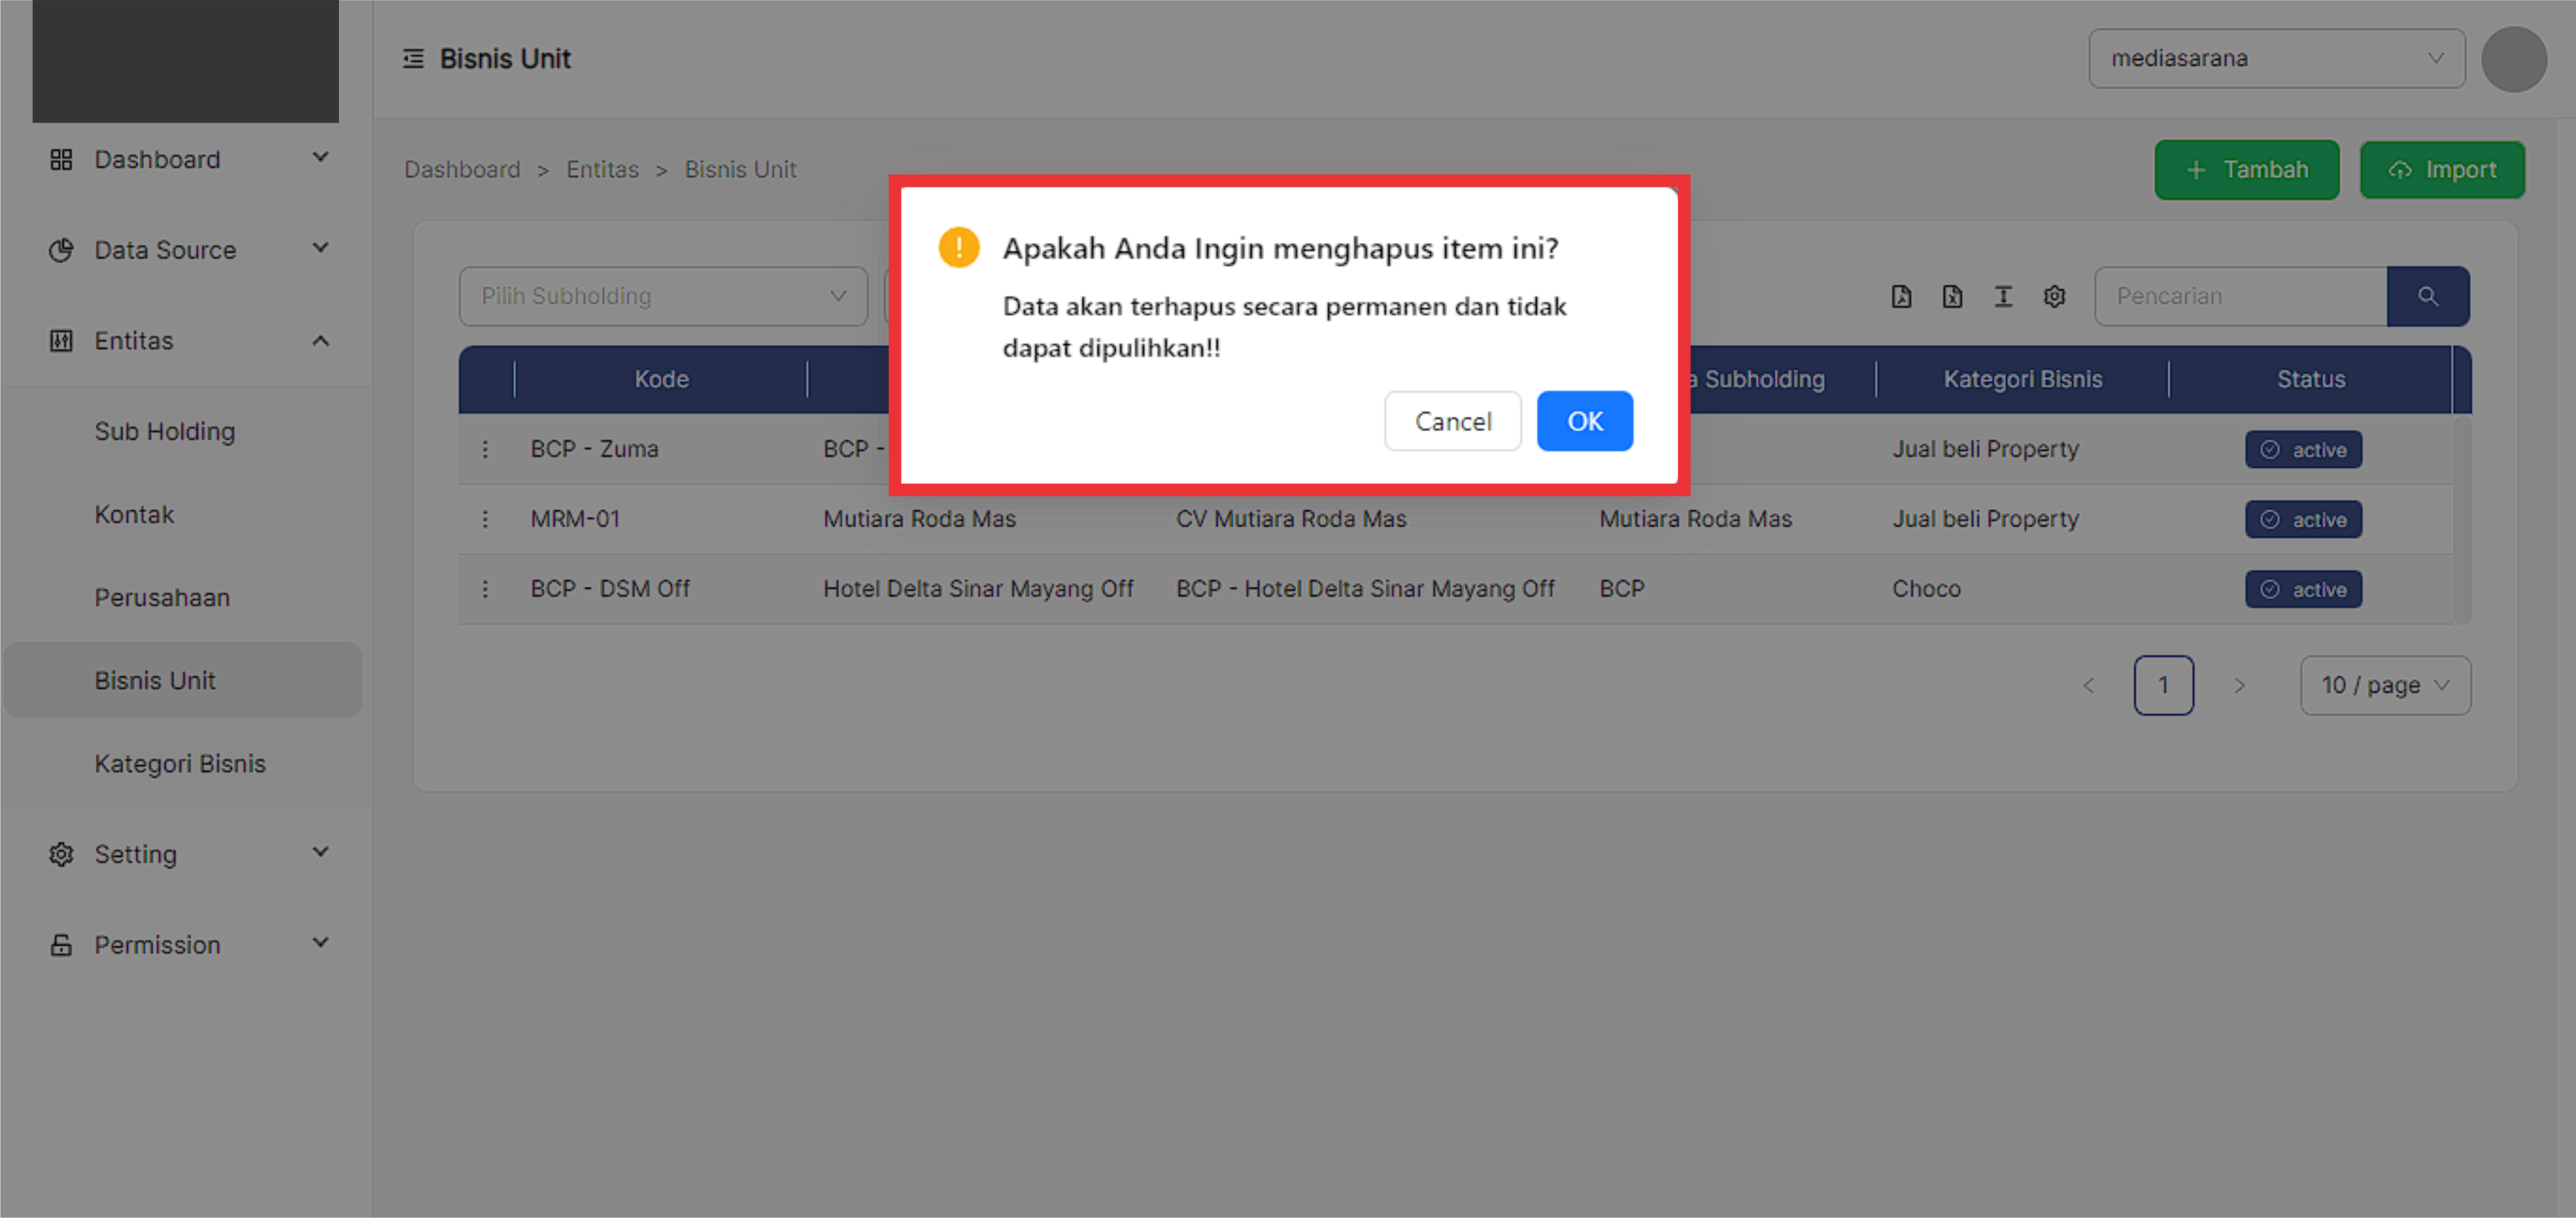 Bisnis Unit
mediasarana
Dashboard
Data Source
Entitas
Sub Holding
Kontak
Perusahaan
Bisnis Unit
Kategori Bisnis
Setting
Permission
Dashboard > Entitas > Bisnis Unit
+ Tambah
Import
Apakah Anda Ingin menghapus item ini?
Data akan terhapus secara permanen dan tidak
dapat dipulihkan!!
Cancel
OK
Pilih Subholding
Pencarian
Kode a Subholding Kategori Bisnis Status
BCP - Zuma BCP - Jual beli Property active
MRM-01 Mutiara Roda Mas CV Mutiara Roda Mas Mutiara Roda Mas Jual beli Property active
BCP - DSM Off Hotel Delta Sinar Mayang Off BCP - Hotel Delta Sinar Mayang Off BCP Choco active
< 1 > 10 / page